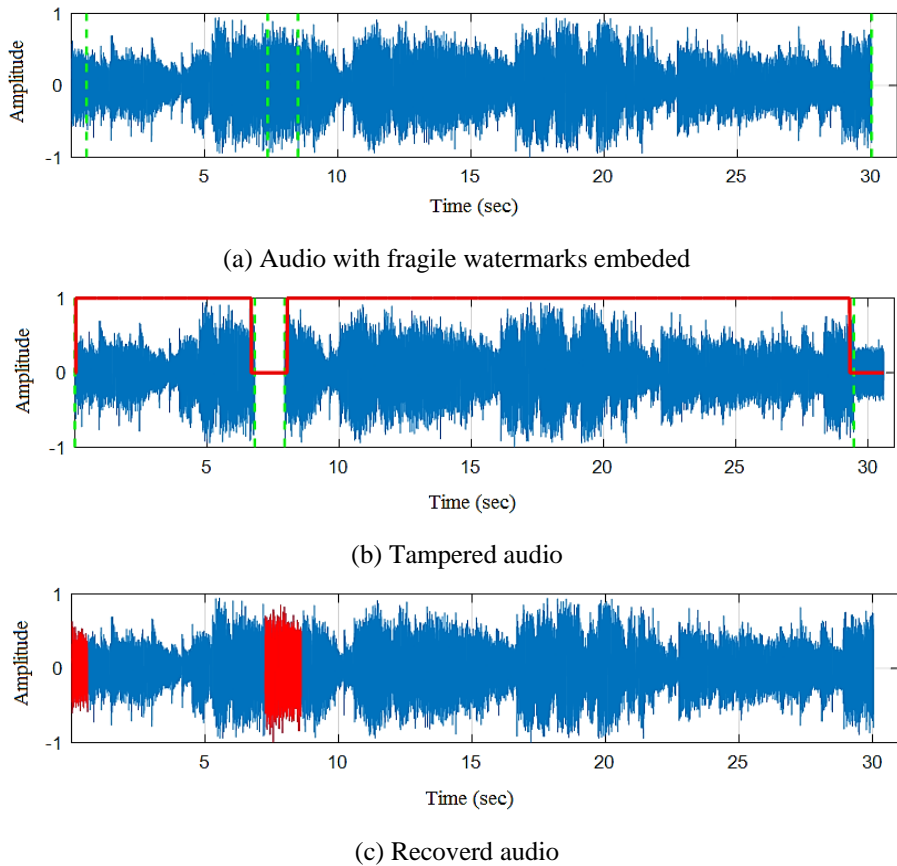 1
0
-1
Amplitude
5 10 15 20 25 30
Time (sec)
(a) Audio with fragile watermarks embeded
1
0
-1
Amplitude
5 10 15 20 25 30
Time (sec)
(b) Tampered audio
1
0
-1
Amplitude
5 10 15 20 25 30
Time (sec)
(c) Recoverd audio